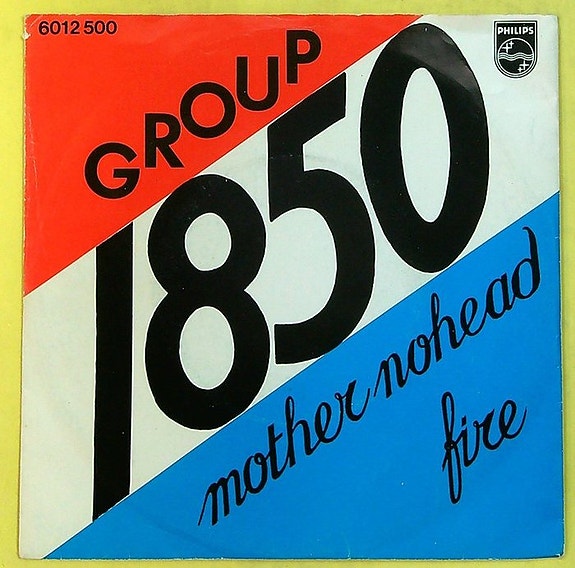 6012 500
PHILIPS
GROUP
1850
mother nohead
fire